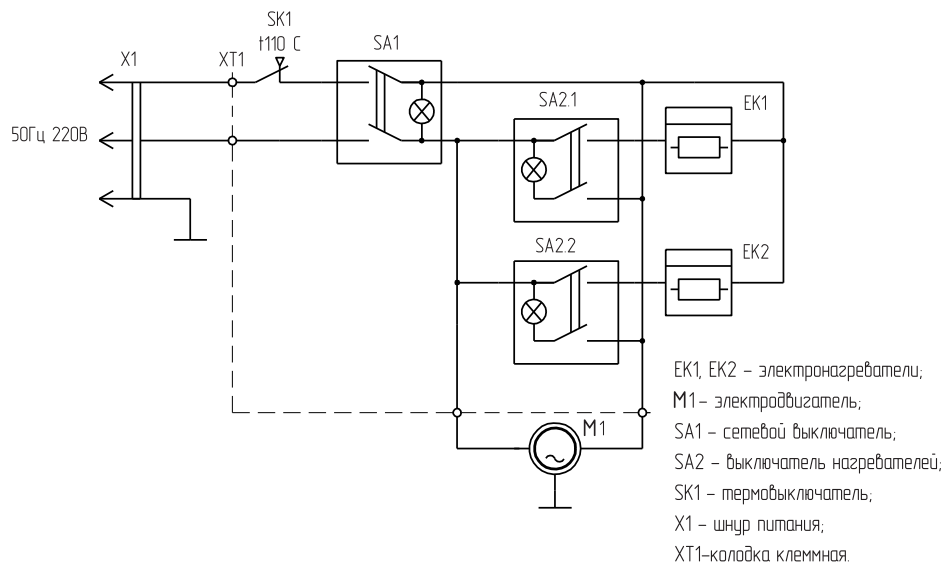 SK1
t110 C
X1
XT1
SA1
SA2.1
EK1
50Гц 220В
SA2.2
EK2
M1
EK1, EK2 – электронагреватели;
M1 – электродвигатель;
SA1 – сетевой выключатель;
SA2 – выключатель нагревателей;
SK1 – термовыключатель;
X1 – шнур питания;
XT1–колодка клеммная.